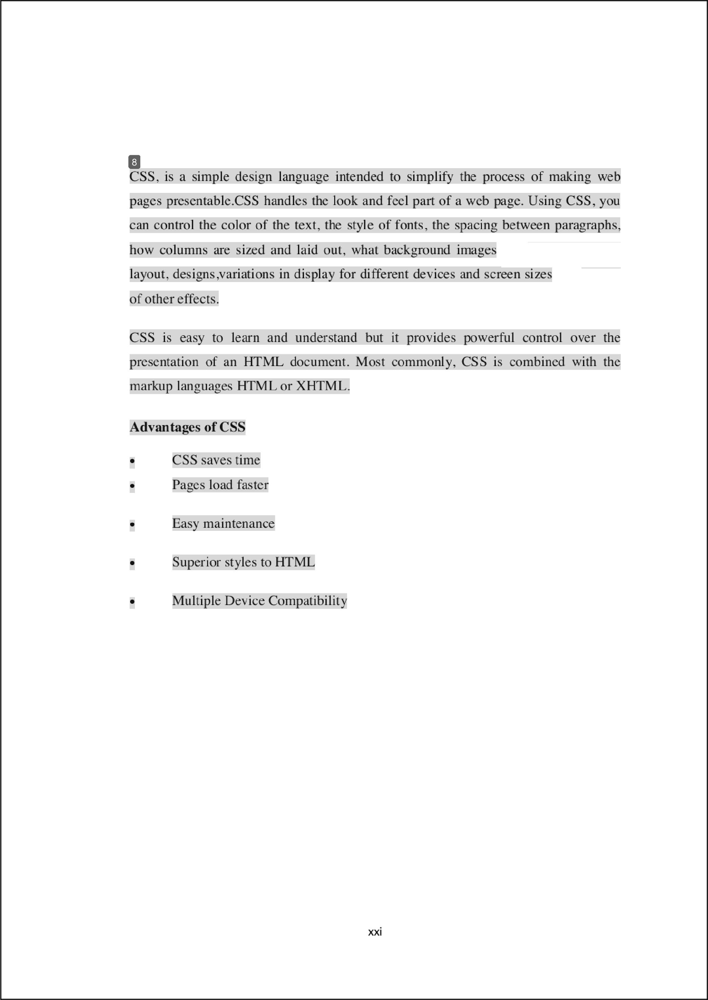 8
CSS, is a simple design language intended to simplify the process of making web
pages presentable.CSS handles the look and feel part of a web page. Using CSS, you
can control the color of the text, the style of fonts, the spacing between paragraphs,
how columns are sized and laid out, what background images
layout, designs,variations in display for different devices and screen sizes
of other effects.
CSS is easy to learn and understand but it provides powerful control over the
presentation of an HTML document. Most commonly, CSS is combined with the
markup languages HTML or XHTML.
Advantages of CSS
• CSS saves time
• Pages load faster
• Easy maintenance
• Superior styles to HTML
• Multiple Device Compatibility
xxi